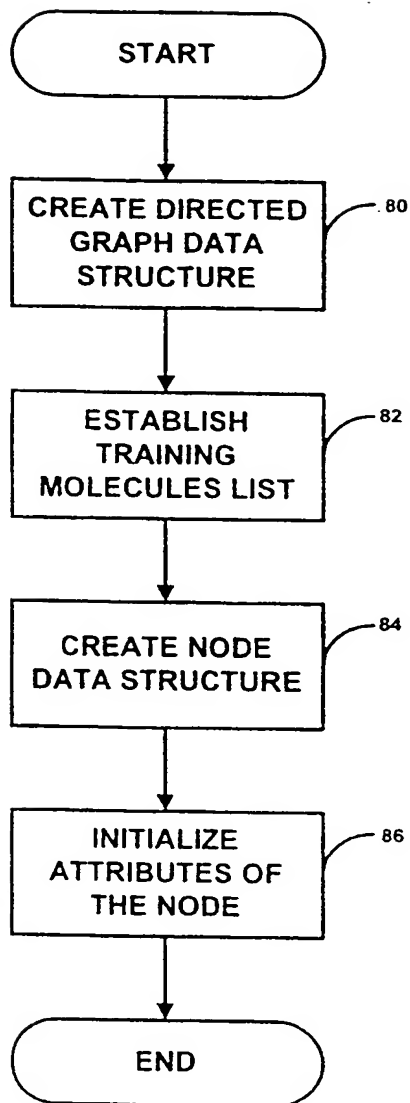 START
CREATE DIRECTED
GRAPH DATA
STRUCTURE
80
ESTABLISH
TRAINING
MOLECULES LIST
82
CREATE NODE
DATA STRUCTURE
84
INITIALIZE
ATTRIBUTES OF
THE NODE
86
END